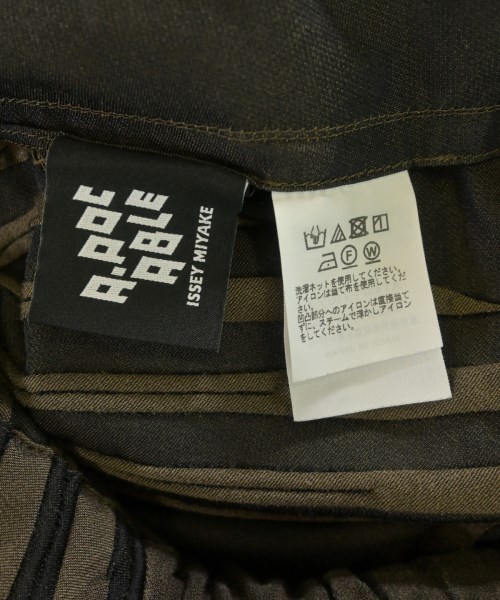 A.POC
ABLE
ISSEY MIYAKE
洗濯ネットを使用してください。
アイロンは当て布を使用してくださ
い。
凹凸部分へのアイロンは直接当て
ずに、スチームで浮かしアイロン
をしてください。